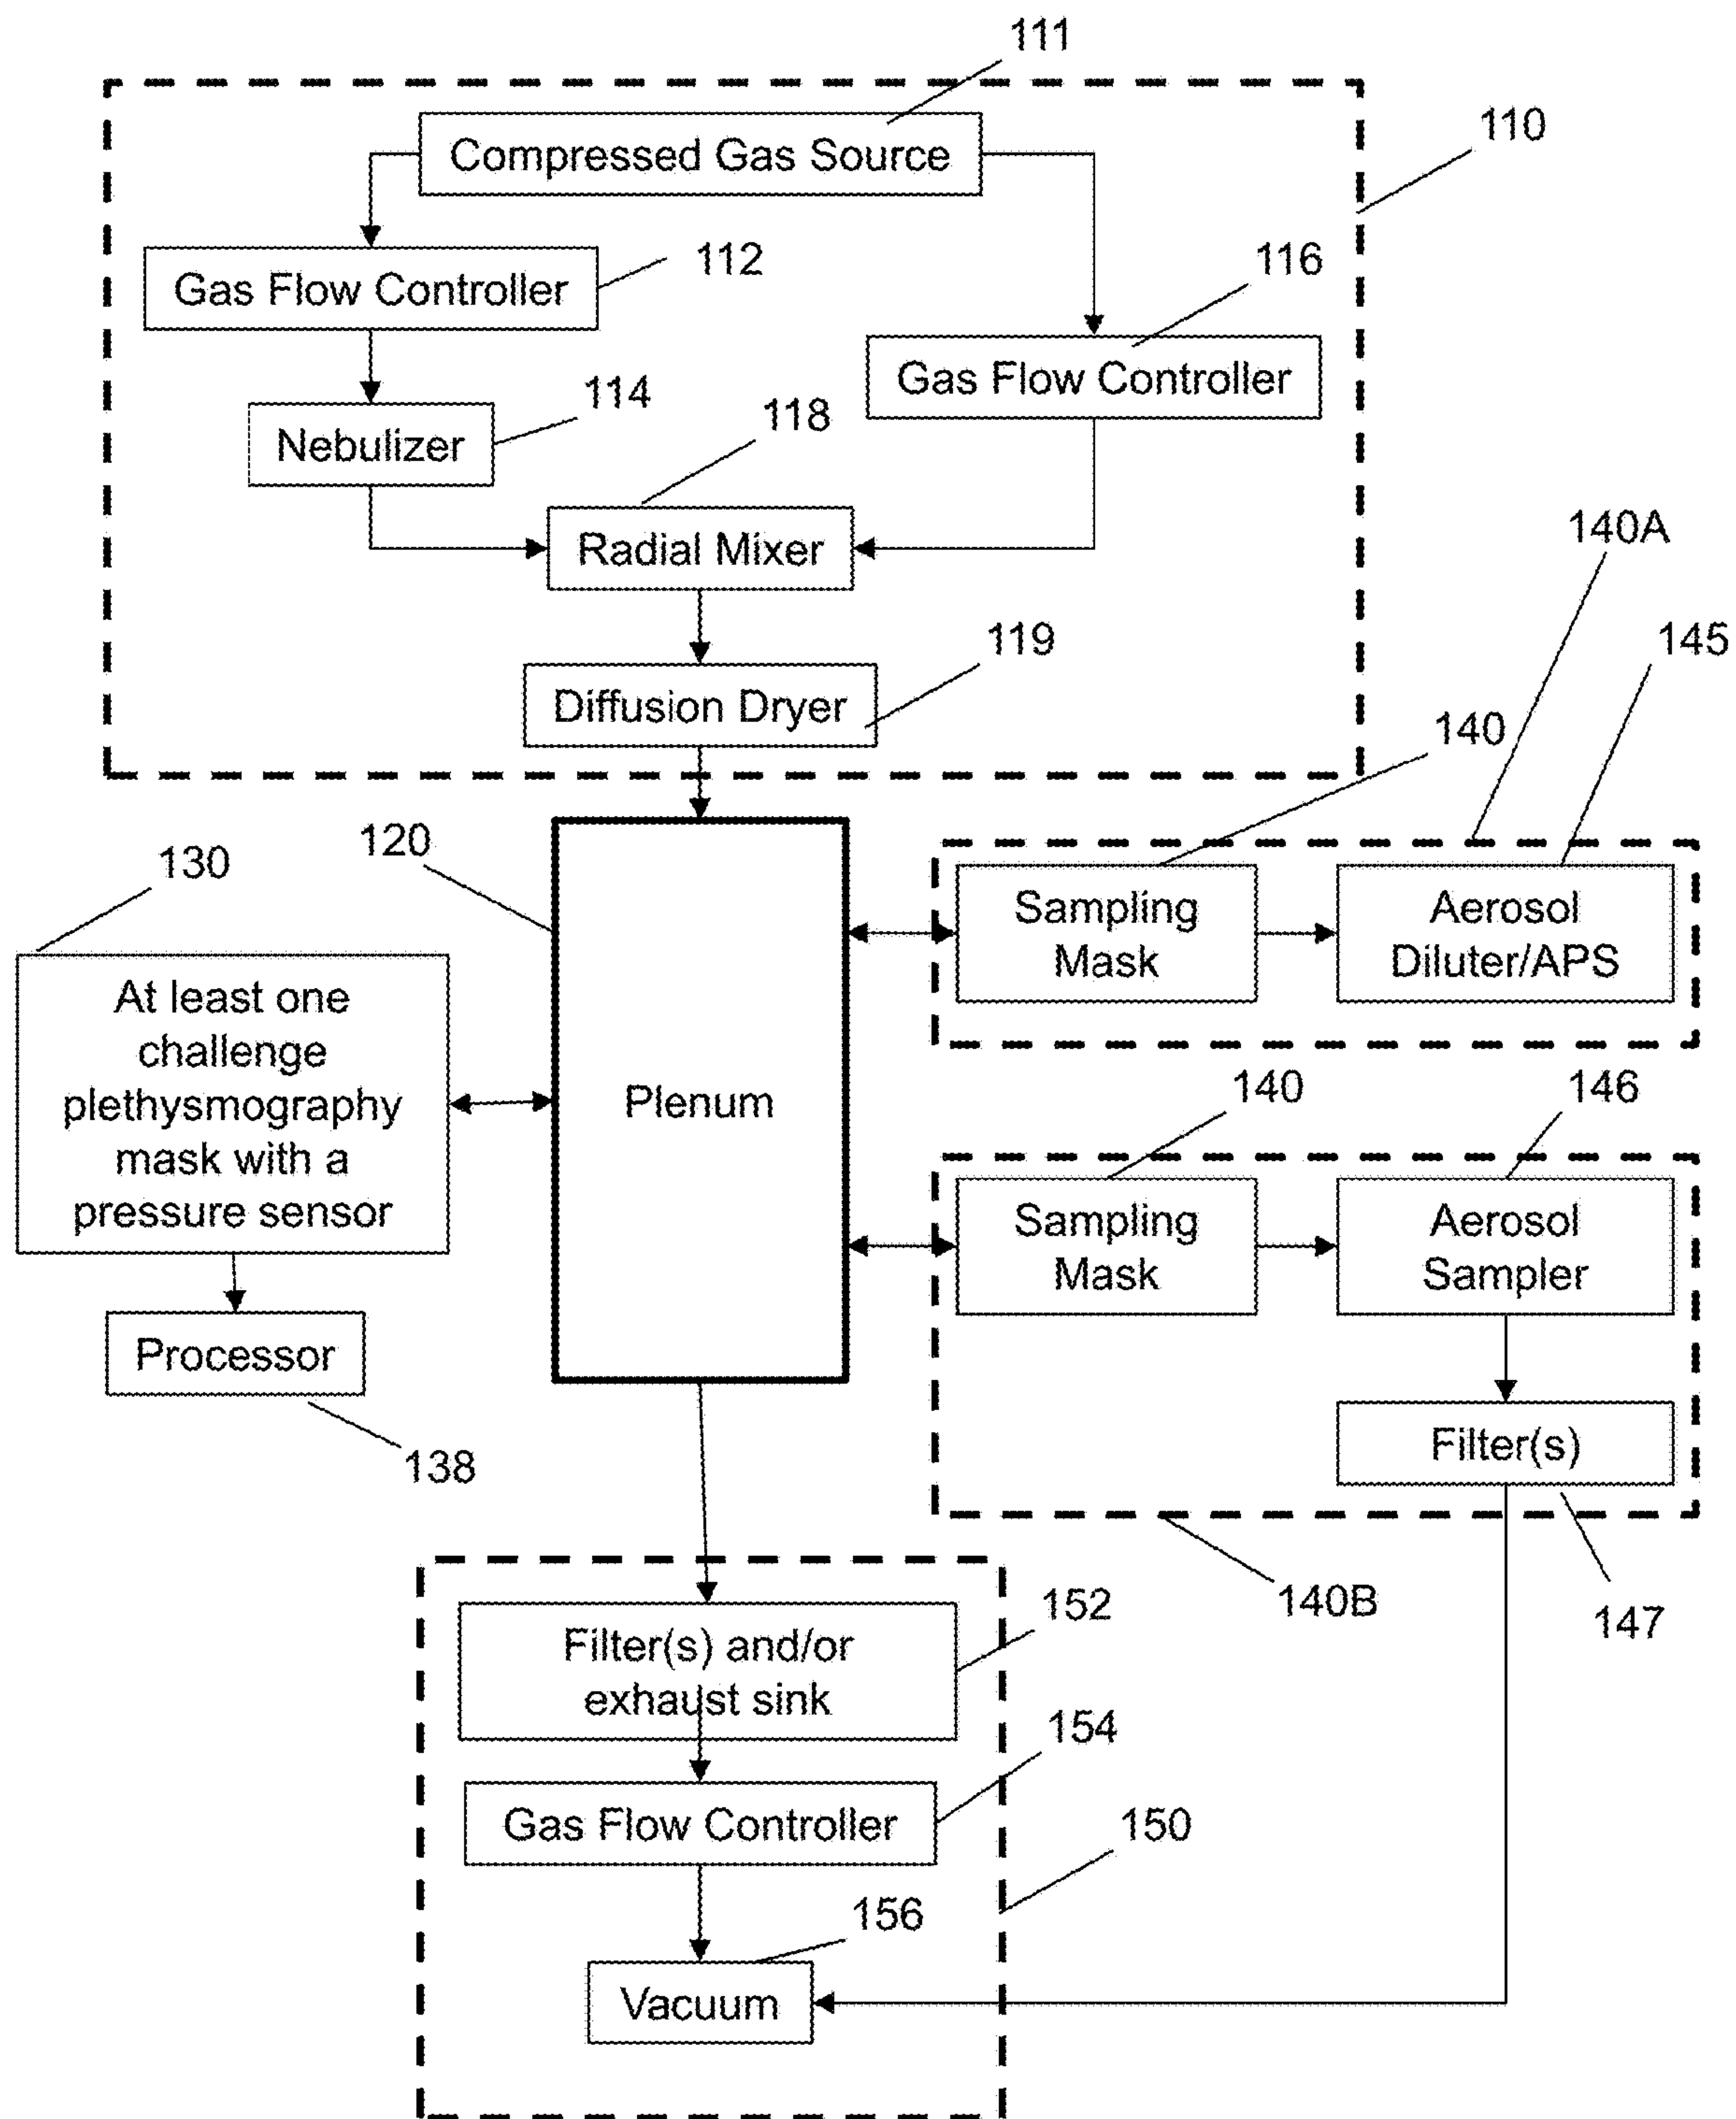 111
Compressed Gas Source
110
Gas Flow Controller
112
116
Gas Flow Controller
114
Nebulizer
118
Radial Mixer
140A
119
145
Diffusion Dryer
140
120
130
Sampling
Mask
Aerosol
Diluter/APS
At least one
challenge
plethysmography
mask with a
pressure sensor
Plenum
140
146
Sampling
Mask
Aerosol
Sampler
Processor
138
Filter(s)
140B
147
152
Filter(s) and/or
exhaust sink
154
Gas Flow Controller
150
156
Vacuum